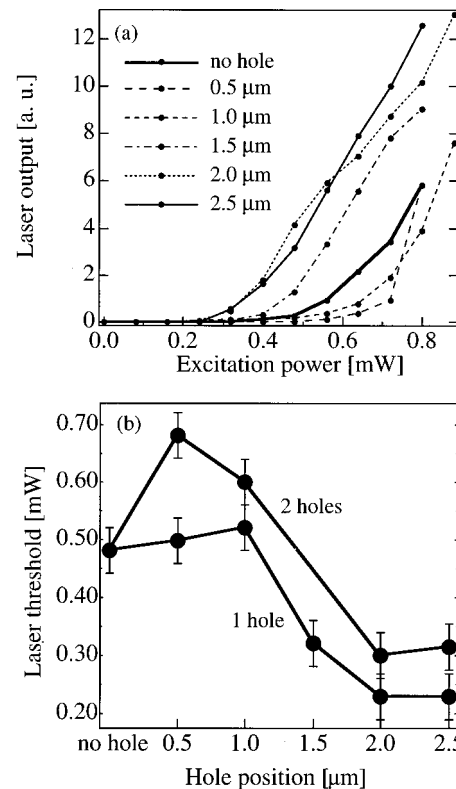 (a)
Laser output [a. u.]
12
10
8
6
4
2
0
no hole
0.5 μm
1.0 μm
1.5 μm
2.0 μm
2.5 μm
0.0 0.2 0.4 0.6 0.8
Excitation power [mW]
(b)
Laser threshold [mW]
0.70
0.60
0.50
0.40
0.30
0.20
2 holes
1 hole
no hole 0.5 1.0 1.5 2.0 2.5
Hole position [μm]